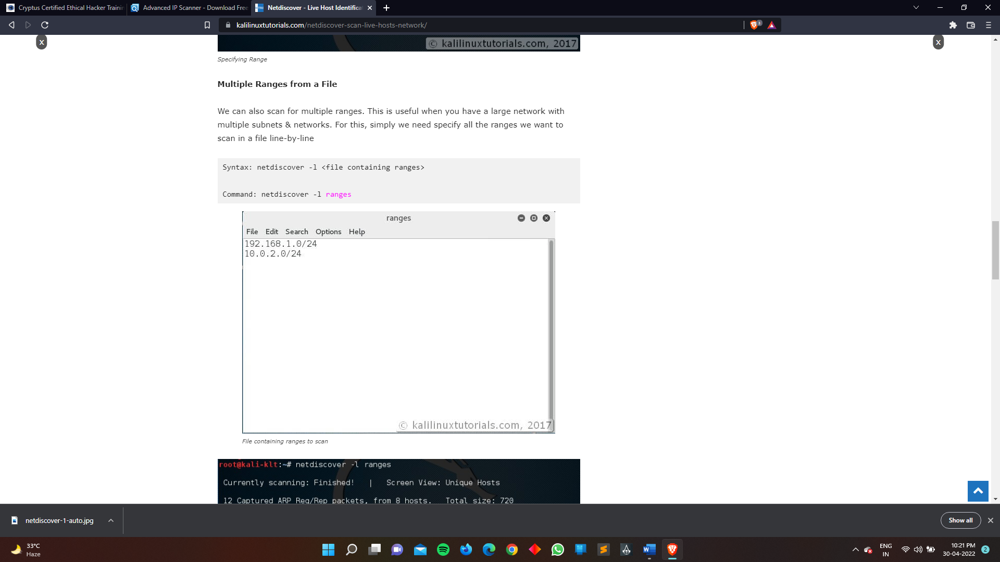 Cryptus Certified Ethical Hacker Trainin
Advanced IP Scanner - Download Free
Netdiscover - Live Host Identifica
kalilinuxtutorials.com/netdiscover-scan-live-hosts-network/
3
x
x
© kalilinuxtutorials.com, 2017
Specifying Range
Multiple Ranges from a File
We can also scan for multiple ranges. This is useful when you have a large network with
multiple subnets & networks. For this, simply we need specify all the ranges we want to
scan in a file line-by-line
Syntax: netdiscover -l <file containing ranges>
Command: netdiscover -l ranges
ranges
File Edit Search Options Help
192.168.1.0/24
10.0.2.0/24
© kalilinuxtutorials.com, 2017
File containing ranges to scan
root@kali-klt:~# netdiscover -l ranges
Currently scanning: Finished! | Screen View: Unique Hosts
12 Captured ARP Req/Rep packets, from 8 hosts. Total size: 720
netdiscover-1-auto.jpg
Show all
33°C
Haze
ENG
IN
10:21 PM
30-04-2022
2